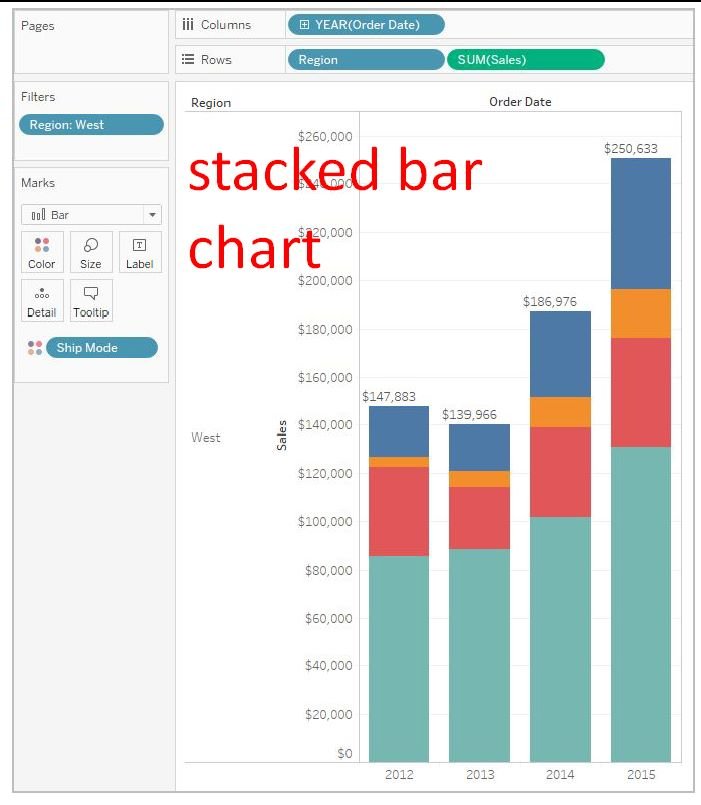 Pages
Columns
YEAR(Order Date)
Rows
Region
SUM(Sales)
Filters
Region: West
Marks
Bar
Color
Size
Label
Detail
Tooltip
Ship Mode
Region
Order Date
stacked bar
chart
West
Sales
$260,000
$240,000
$220,000
$200,000
$180,000
$160,000
$140,000
$120,000
$100,000
$80,000
$60,000
$40,000
$20,000
$0
$147,883
$139,966
$186,976
$250,633
2012
2013
2014
2015